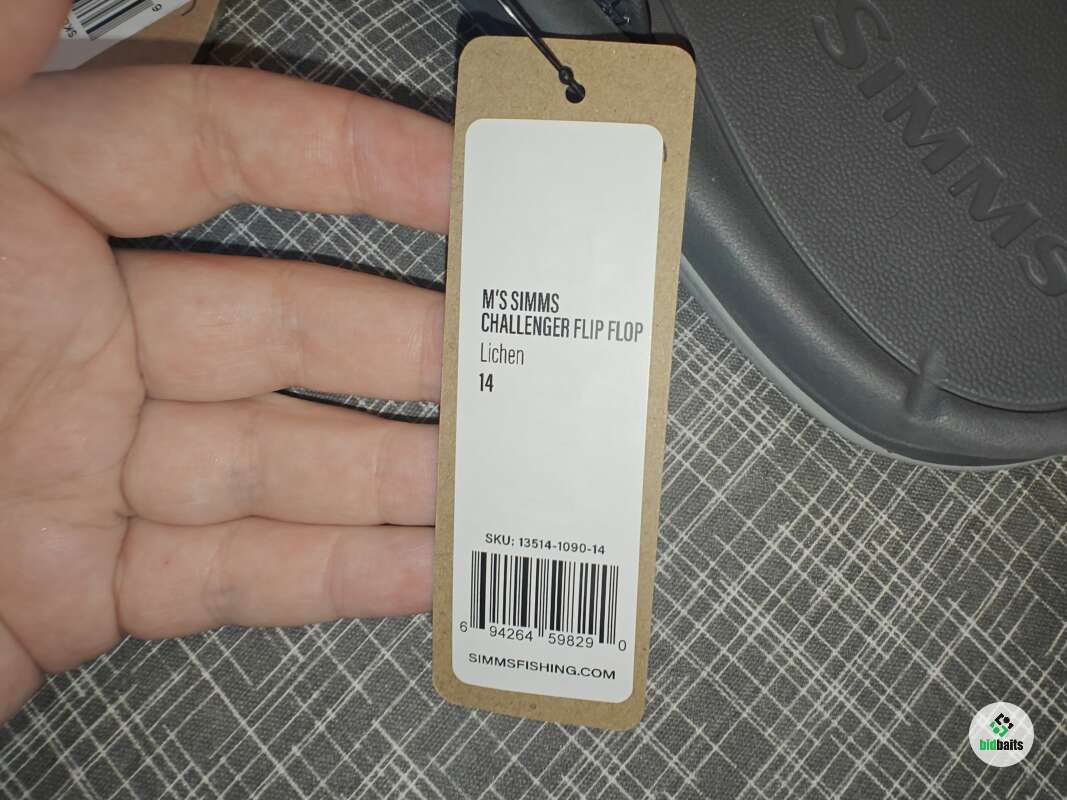 SIMMS
M'S SIMMS
CHALLENGER FLIP FLOP
Lichen
14
SKU: 13514-1090-14
6 94264 59829 0
SIMMSFISHING.COM
bidbaits